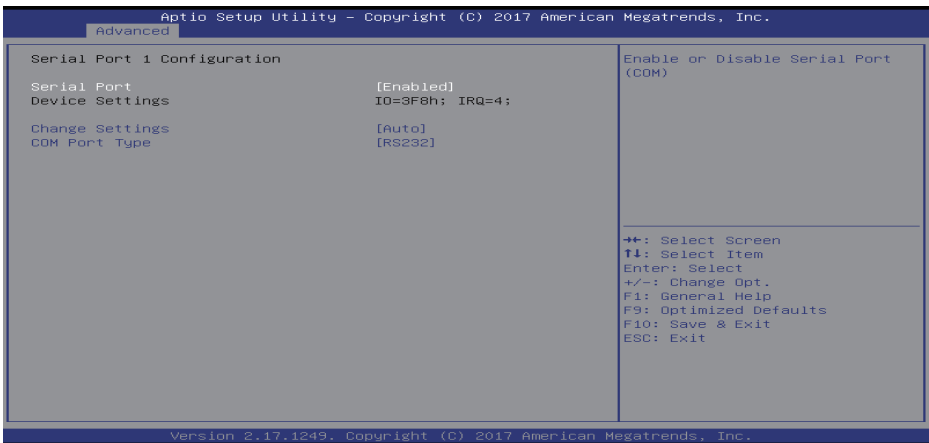 Aptio Setup Utility – Copyright (C) 2017 American Megatrends, Inc.
Advanced
Serial Port 1 Configuration
Serial Port [Enabled]
Device Settings IO=3F8h; IRQ=4;
Change Settings [Auto]
COM Port Type [RS232]
Enable or Disable Serial Port
(COM)
→←: Select Screen
↑↓: Select Item
Enter: Select
+/-: Change Opt.
F1: General Help
F9: Optimized Defaults
F10: Save & Exit
ESC: Exit
Version 2.17.1249. Copyright (C) 2017 American Megatrends, Inc.